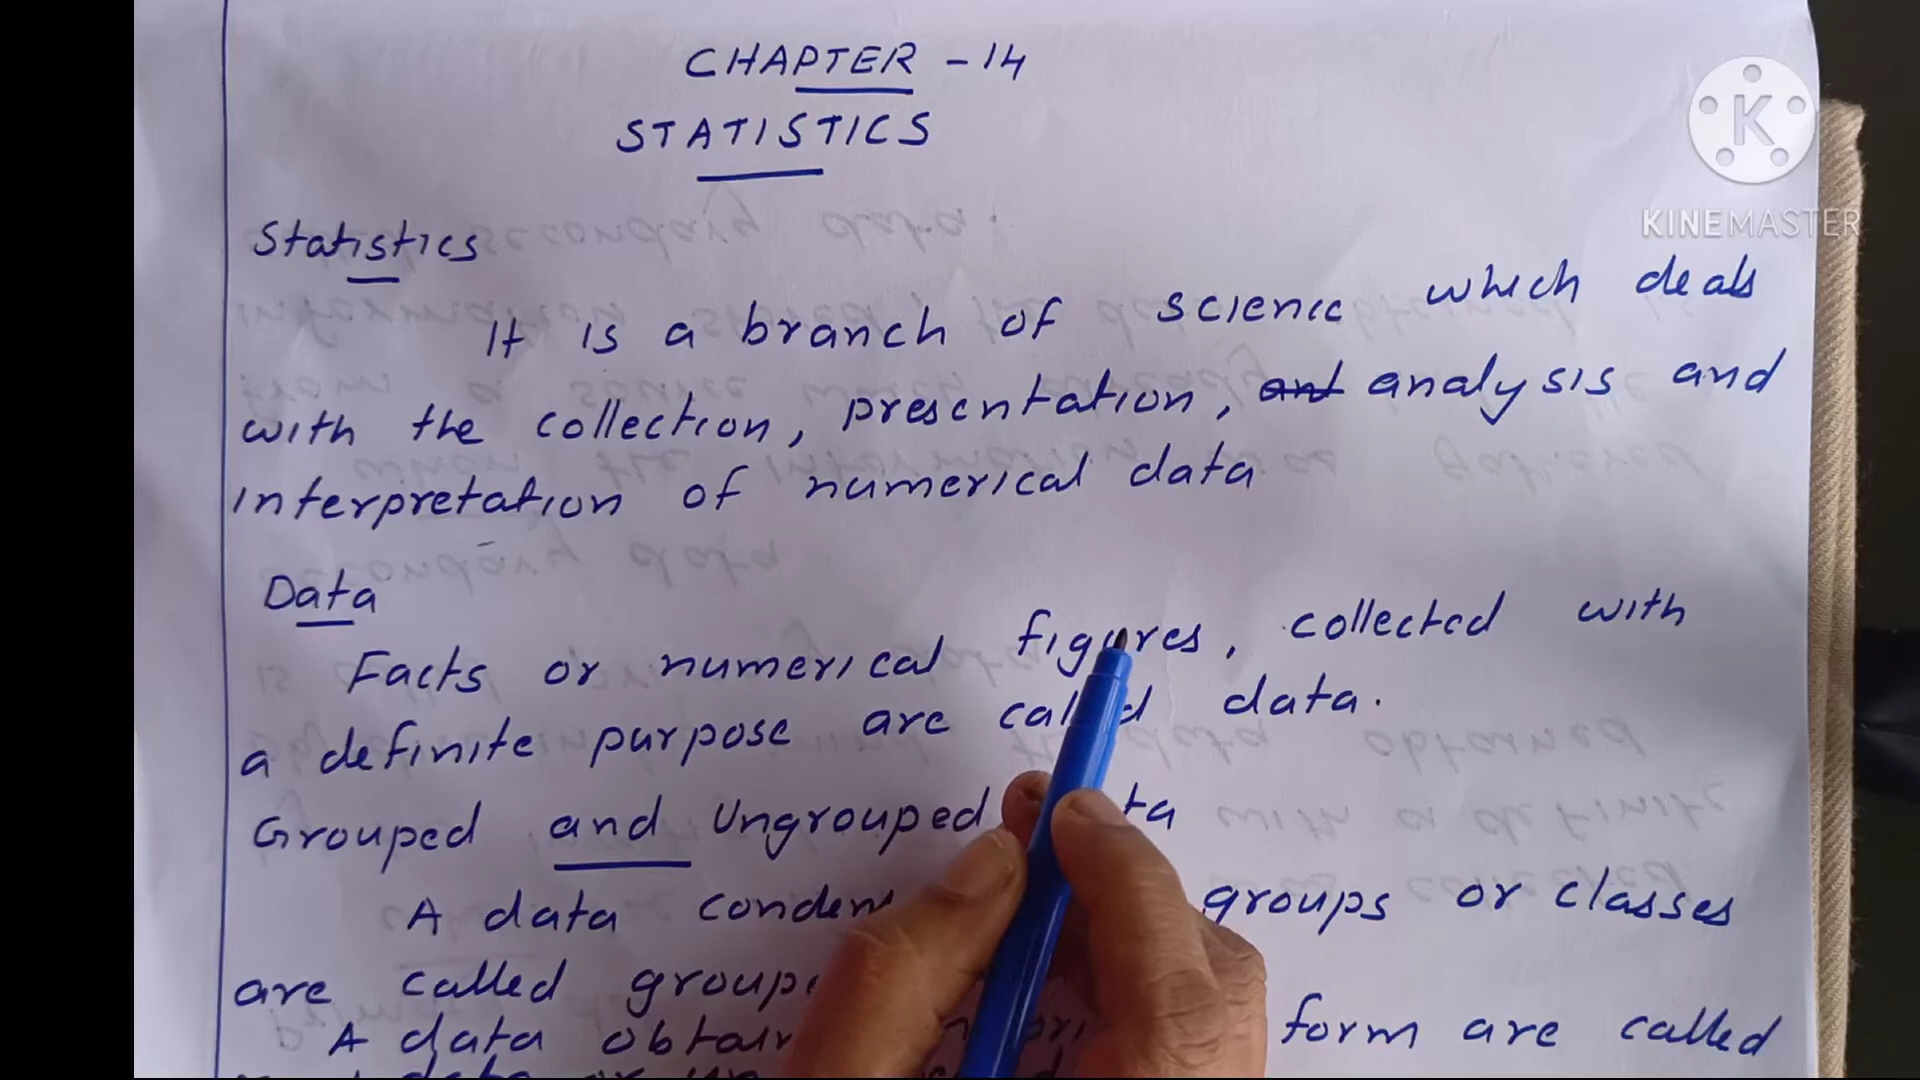 CHAPTER - 14
STATISTICS
K
KINEMASTER
Statistics
It is a branch of science which deals
with the collection, presentation, analysis and
interpretation of numerical data
Data
Facts or numerical figures, collected with
a definite purpose are called data.
Grouped and Ungrouped
A data groups or classes
are called
A data form are called